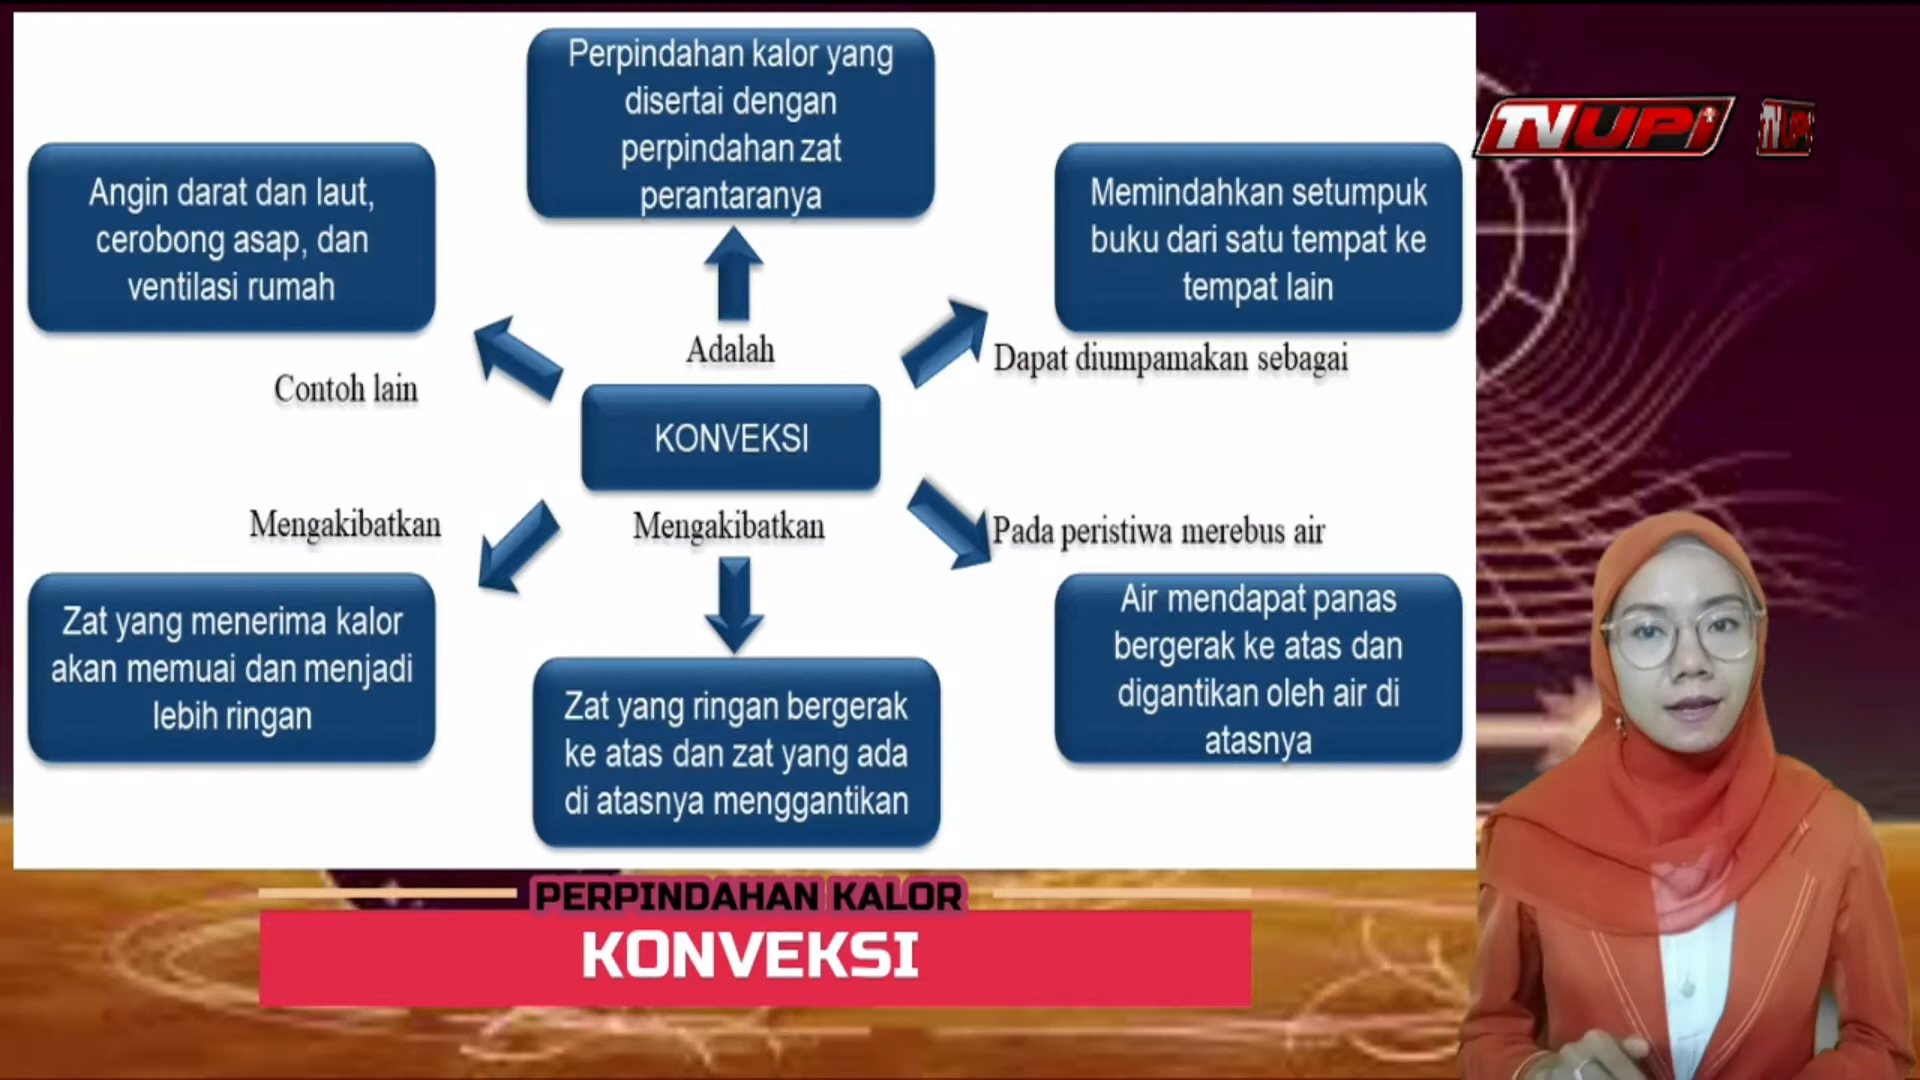 Perpindahan kalor yang
disertai dengan
perpindahan zat
perantaranya
Angin darat dan laut,
cerobong asap, dan
ventilasi rumah
Memindahkan setumpuk
buku dari satu tempat ke
tempat lain
TVUPI
TVUPI
Adalah
Dapat diumpamakan sebagai
Contoh lain
KONVEKSI
Mengakibatkan
Mengakibatkan
Pada peristiwa merebus air
Zat yang menerima kalor
akan memuai dan menjadi
lebih ringan
Zat yang ringan bergerak
ke atas dan zat yang ada
di atasnya menggantikan
Air mendapat panas
bergerak ke atas dan
digantikan oleh air di
atasnya
PERPINDAHAN KALOR
KONVEKSI